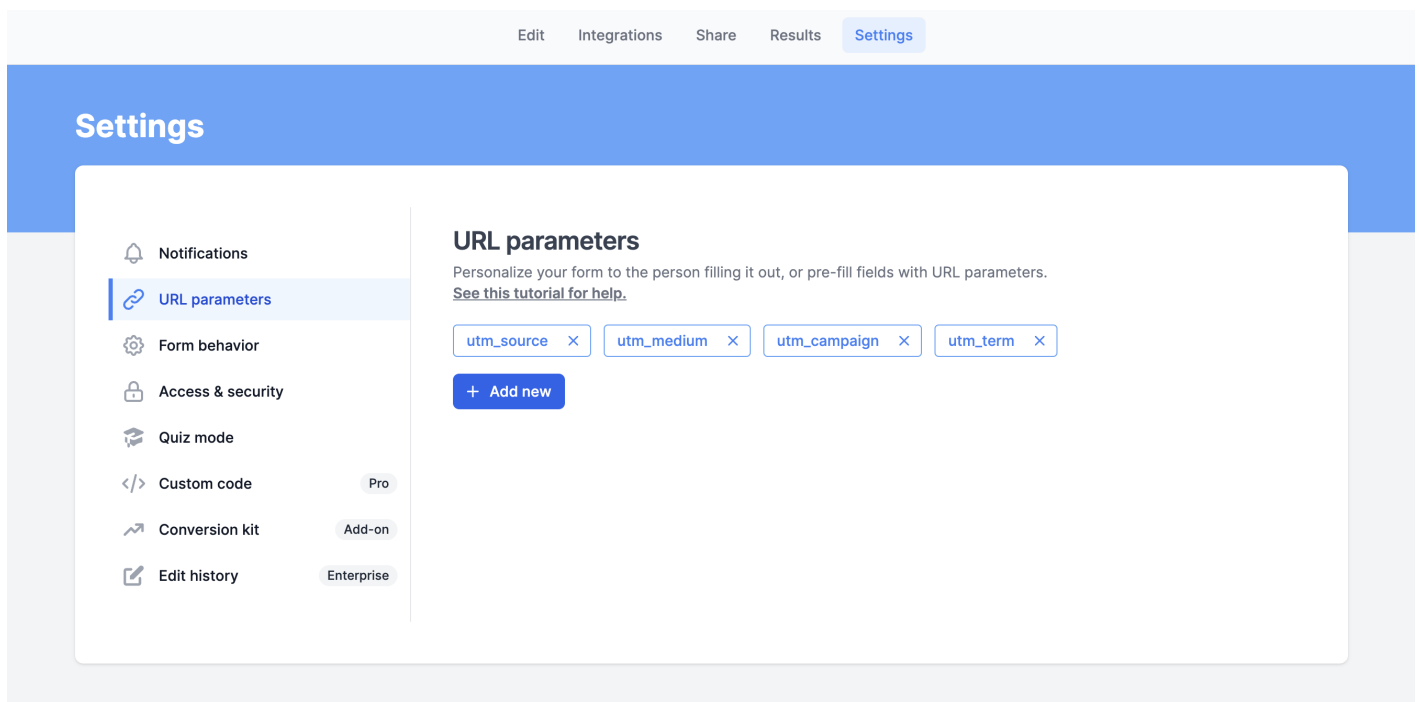 Edit Integrations Share Results Settings
Settings
Notifications
URL parameters
Form behavior
Access & security
Quiz mode
Custom code Pro
Conversion kit Add-on
Edit history Enterprise
URL parameters
Personalize your form to the person filling it out, or pre-fill fields with URL parameters.
See this tutorial for help.
utm_source utm_medium utm_campaign utm_term
Add new